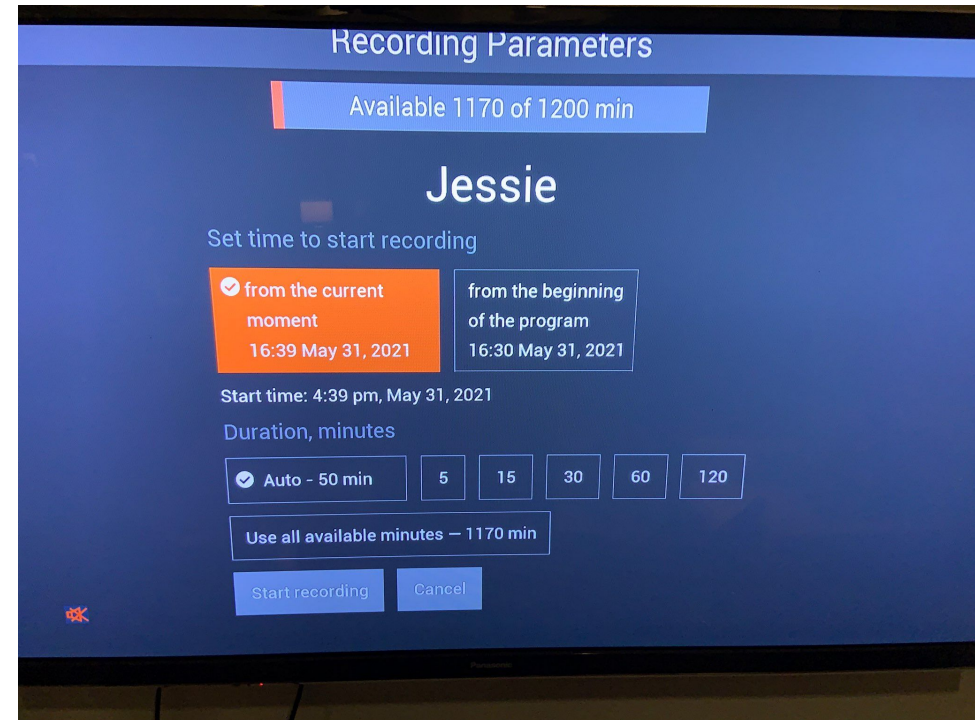 Recording Parameters
Available 1170 of 1200 min
Jessie
Set time to start recording
from the current
moment
16:39 May 31, 2021
from the beginning
of the program
16:30 May 31, 2021
Start time: 4:39 pm, May 31, 2021
Duration, minutes
Auto - 50 min
5
15
30
60
120
Use all available minutes — 1170 min
Start recording
Cancel
Panasonic